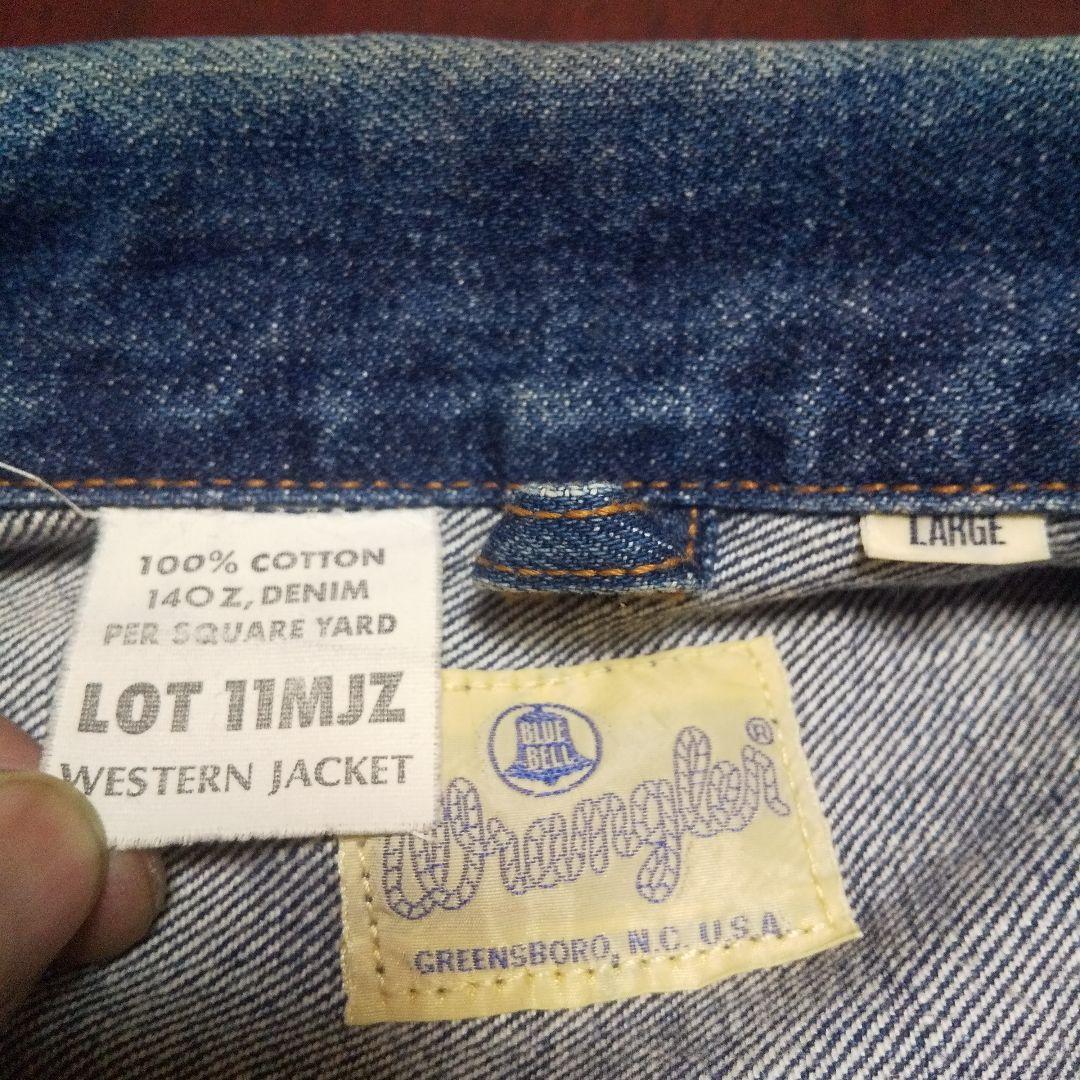 100% COTTON
14OZ, DENIM
PER SQUARE YARD
LOT 11MJZ
WESTERN JACKET
LARGE
BLUE
BELL
Wrangler®
GREENSBORO, N.C. U.S.A.